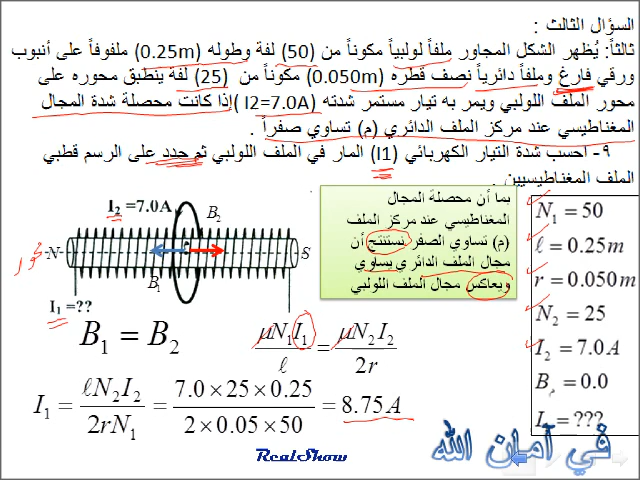 السؤال الثالث :
ثالثاً: يُظهر الشكل المجاور ملفاً لولبياً مكوناً من (50) لفة وطوله (0.25m) ملفوفاً على أنبوب
ورقي فارغ وملفاً دائرياً نصف قطره (0.050m) مكوناً من (25) لفة ينطبق محوره على
محور الملف اللولبي ويمر به تيار مستمر شدته (I2=7.0A )إذا كانت محصلة شدة المجال
المغناطيسي عند مركز الملف الدائري (م) تساوي صفراً .
٩- احسب شدة التيار الكهربائي (I1) المار في الملف اللولبي ثم حدد على الرسم قطبي
الملف المغناطيسيين .
I₂ =7.0A
B₂
N
S
B₁
I₁ =??
محور
بما أن محصلة المجال
المغناطيسي عند مركز الملف
(م) تساوي الصفر نستنتج أن
مجال الملف الدائري يساوي
ويعاكس مجال الملف اللولبي
N₁ = 50
ℓ = 0.25m
r = 0.050m
N₂ = 25
I₂ = 7.0A
B = 0.0
I = ???
B₁ = B₂
μN₁I₁ / ℓ = μN₂I₂ / 2r
I₁ = ℓN₂I₂ / 2rN₁ = 7.0×25×0.25 / 2×0.05×50 = 8.75A
في أمان الله
RealShow